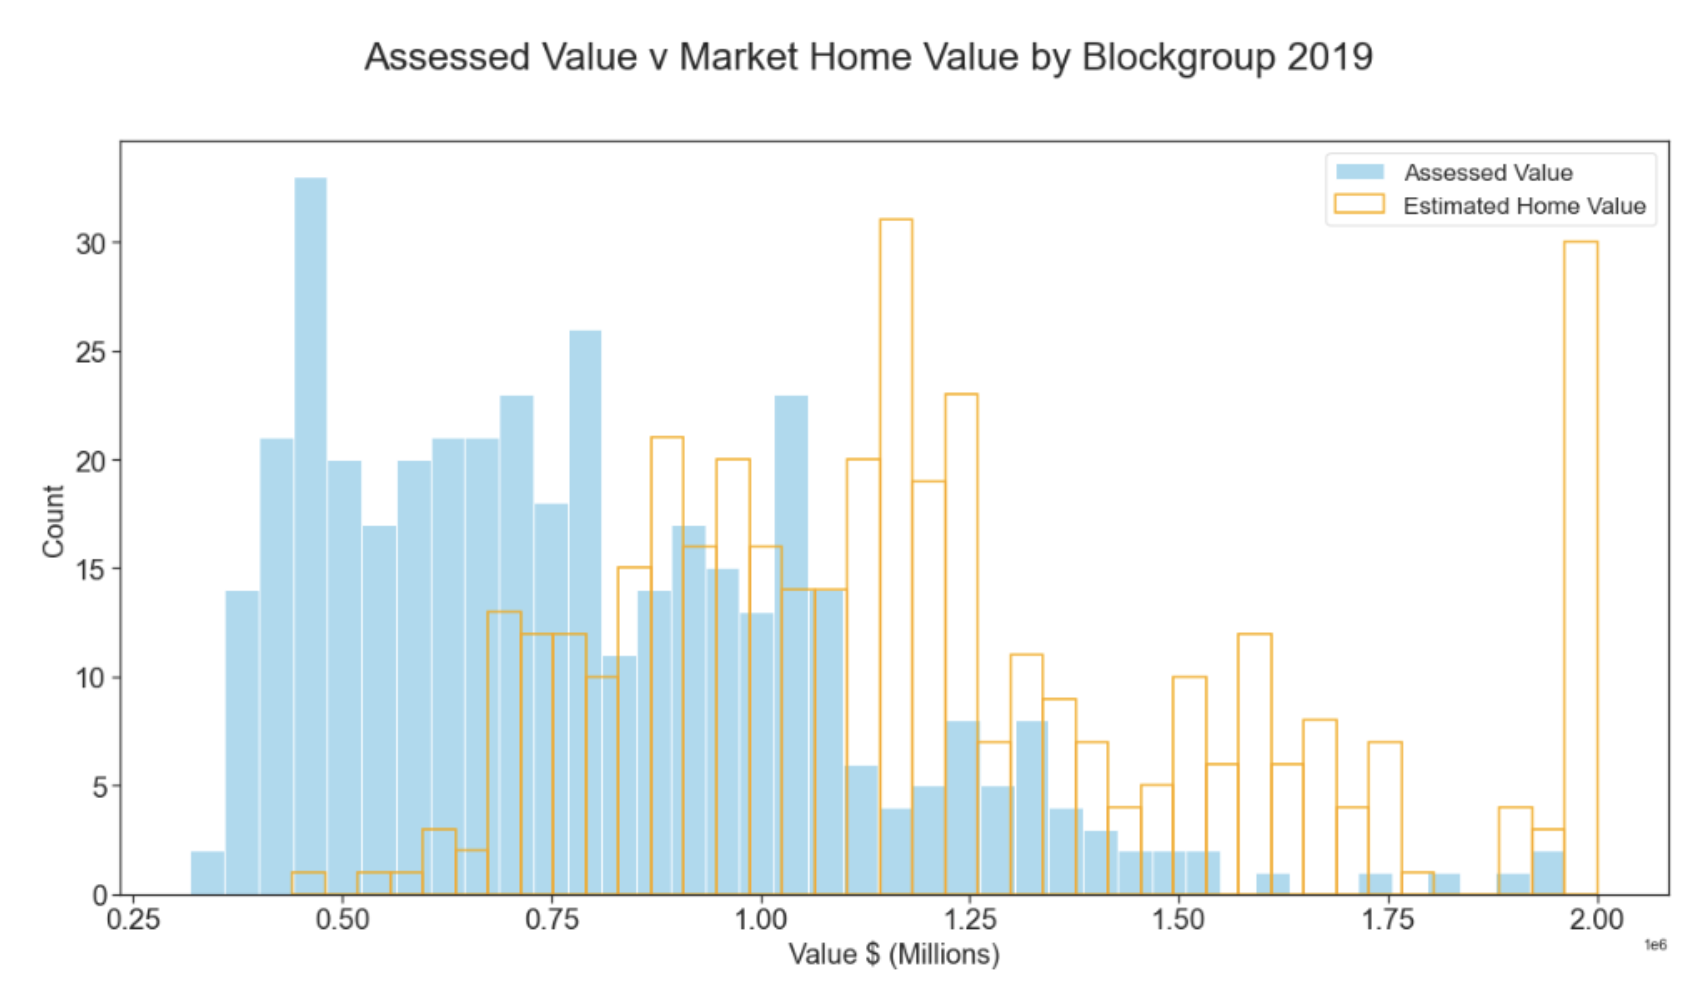 Assessed Value v Market Home Value by Blockgroup 2019
Assessed Value
Estimated Home Value
Count
30
25
20
15
10
5
0
0.25 0.50 0.75 1.00 1.25 1.50 1.75 2.00
1e6
Value $ (Millions)